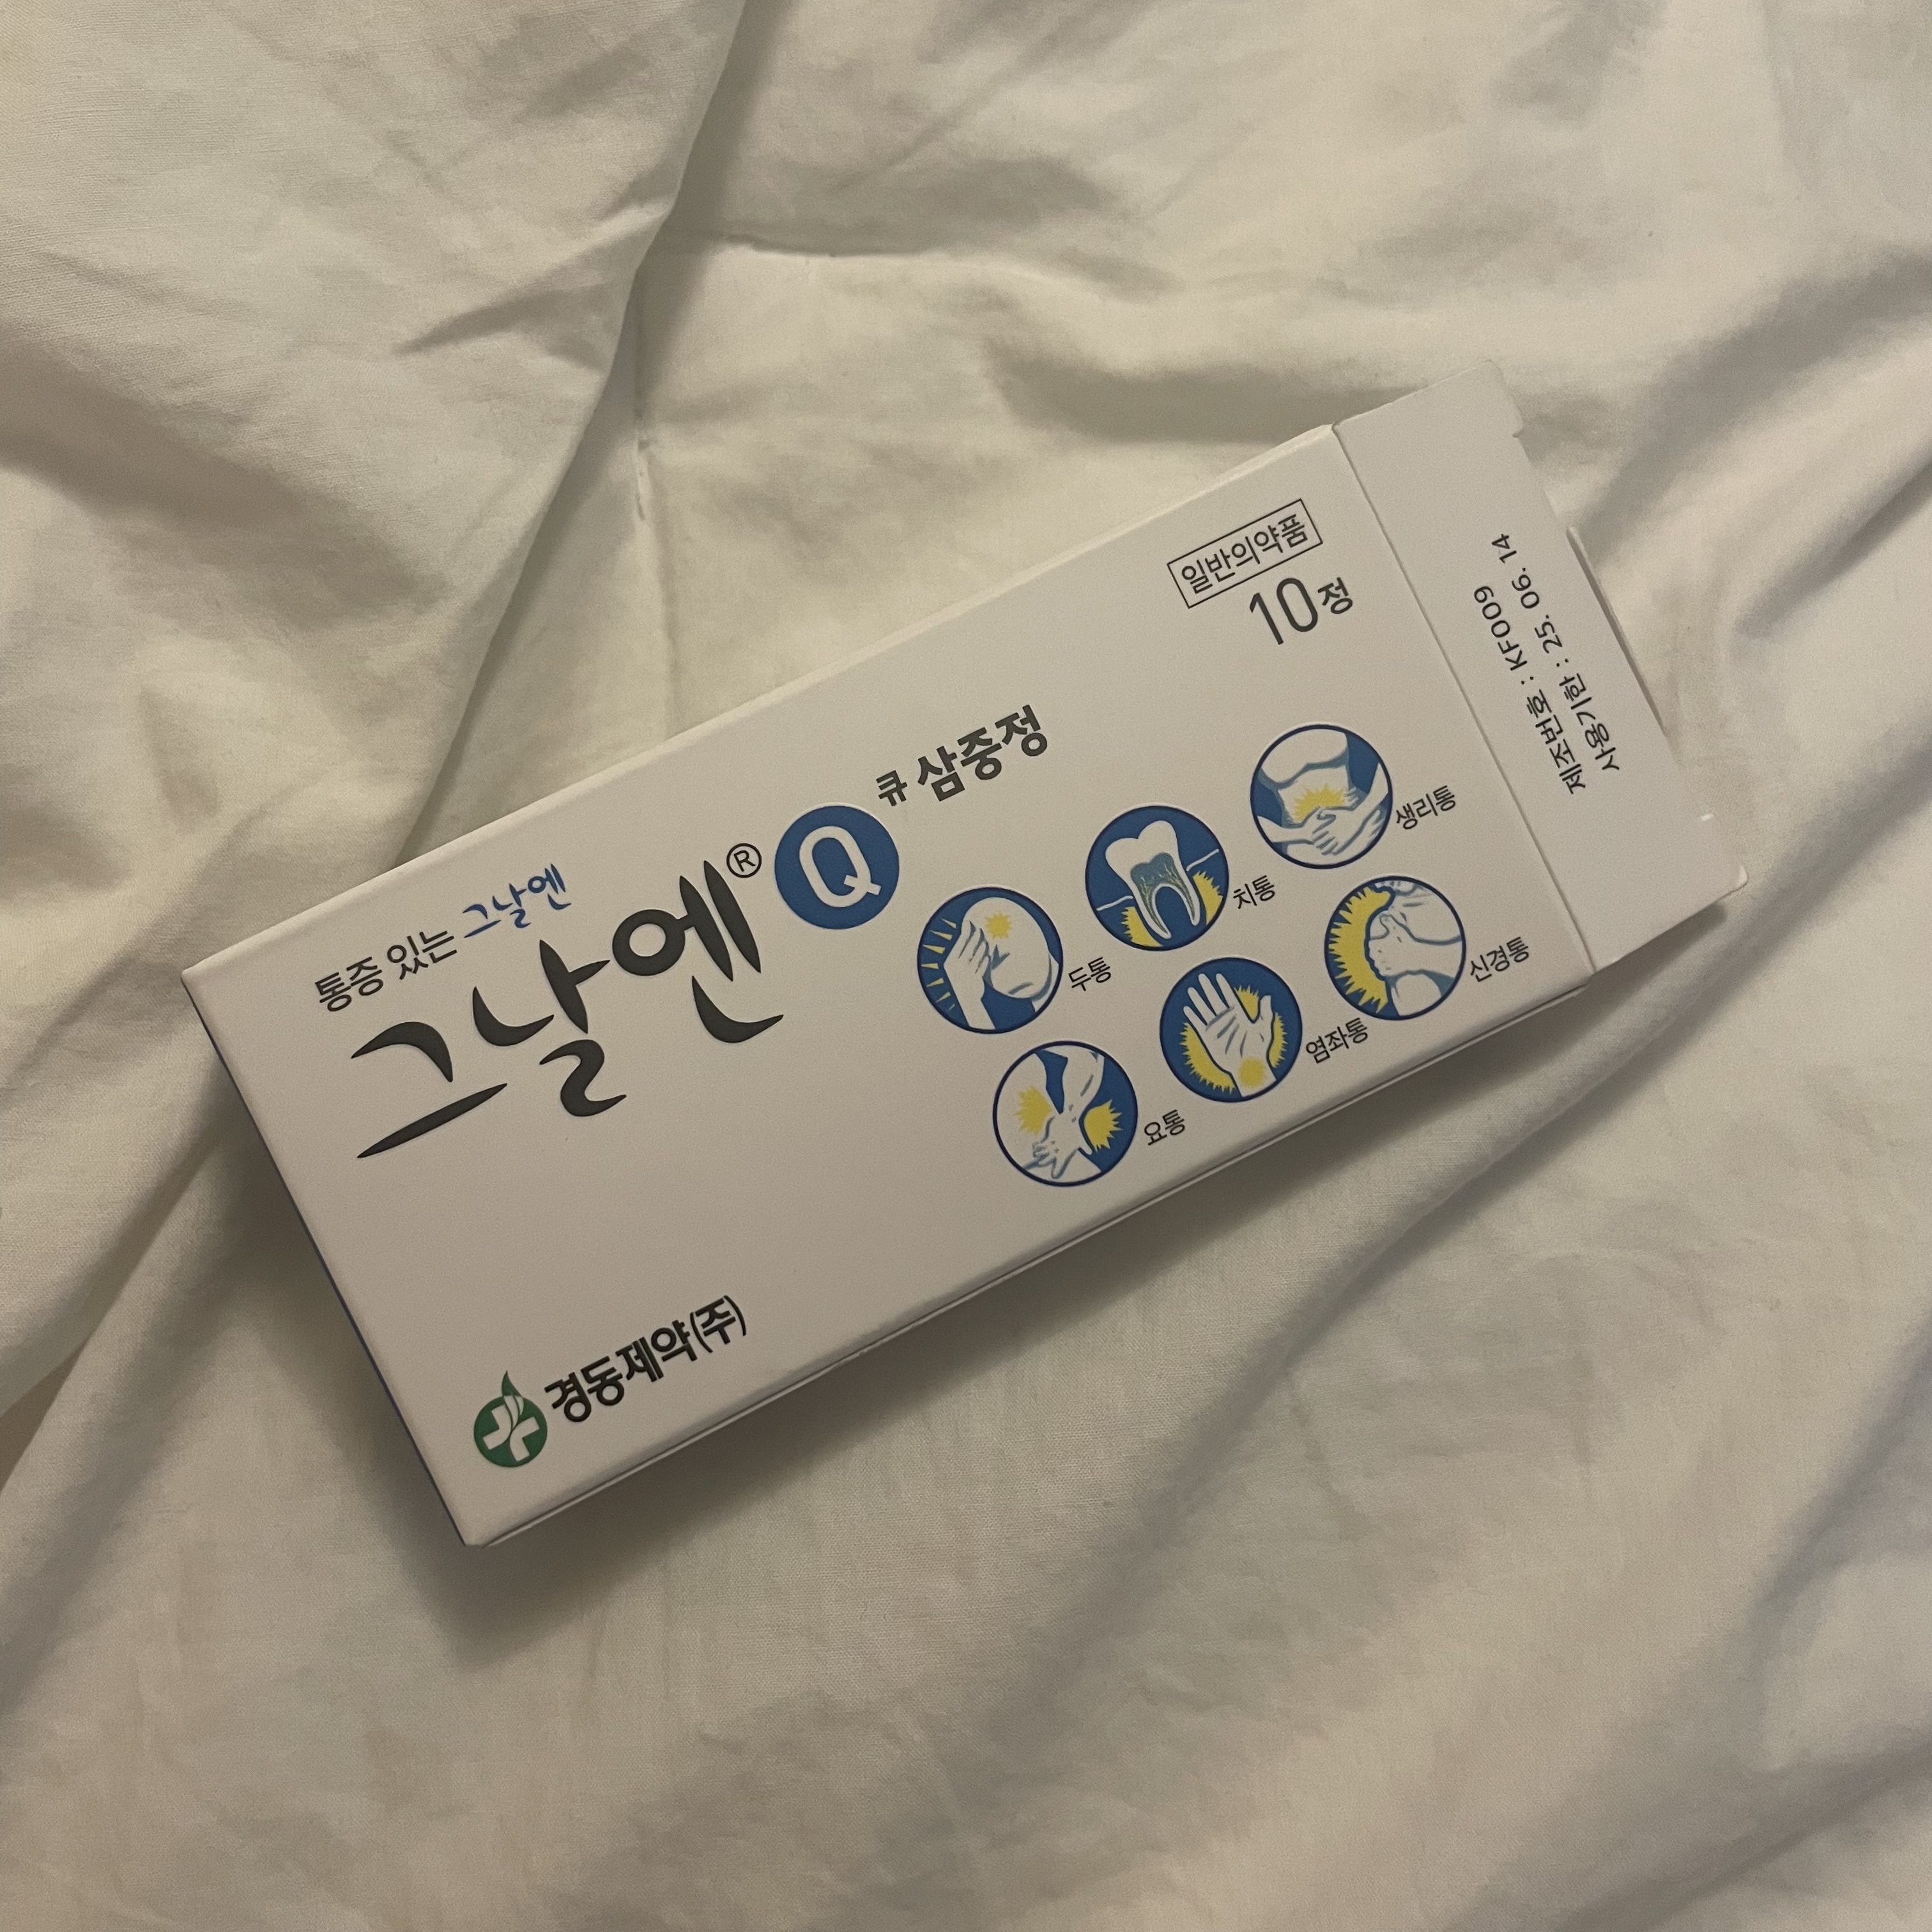 통증 있는 그날엔
그날엔® Q 큐 삼중정
일반의약품
10정
두통
치통
생리통
요통
염좌통
신경통
경동제약(주)
제조번호 : KF009
사용기한 : 25. 06. 14